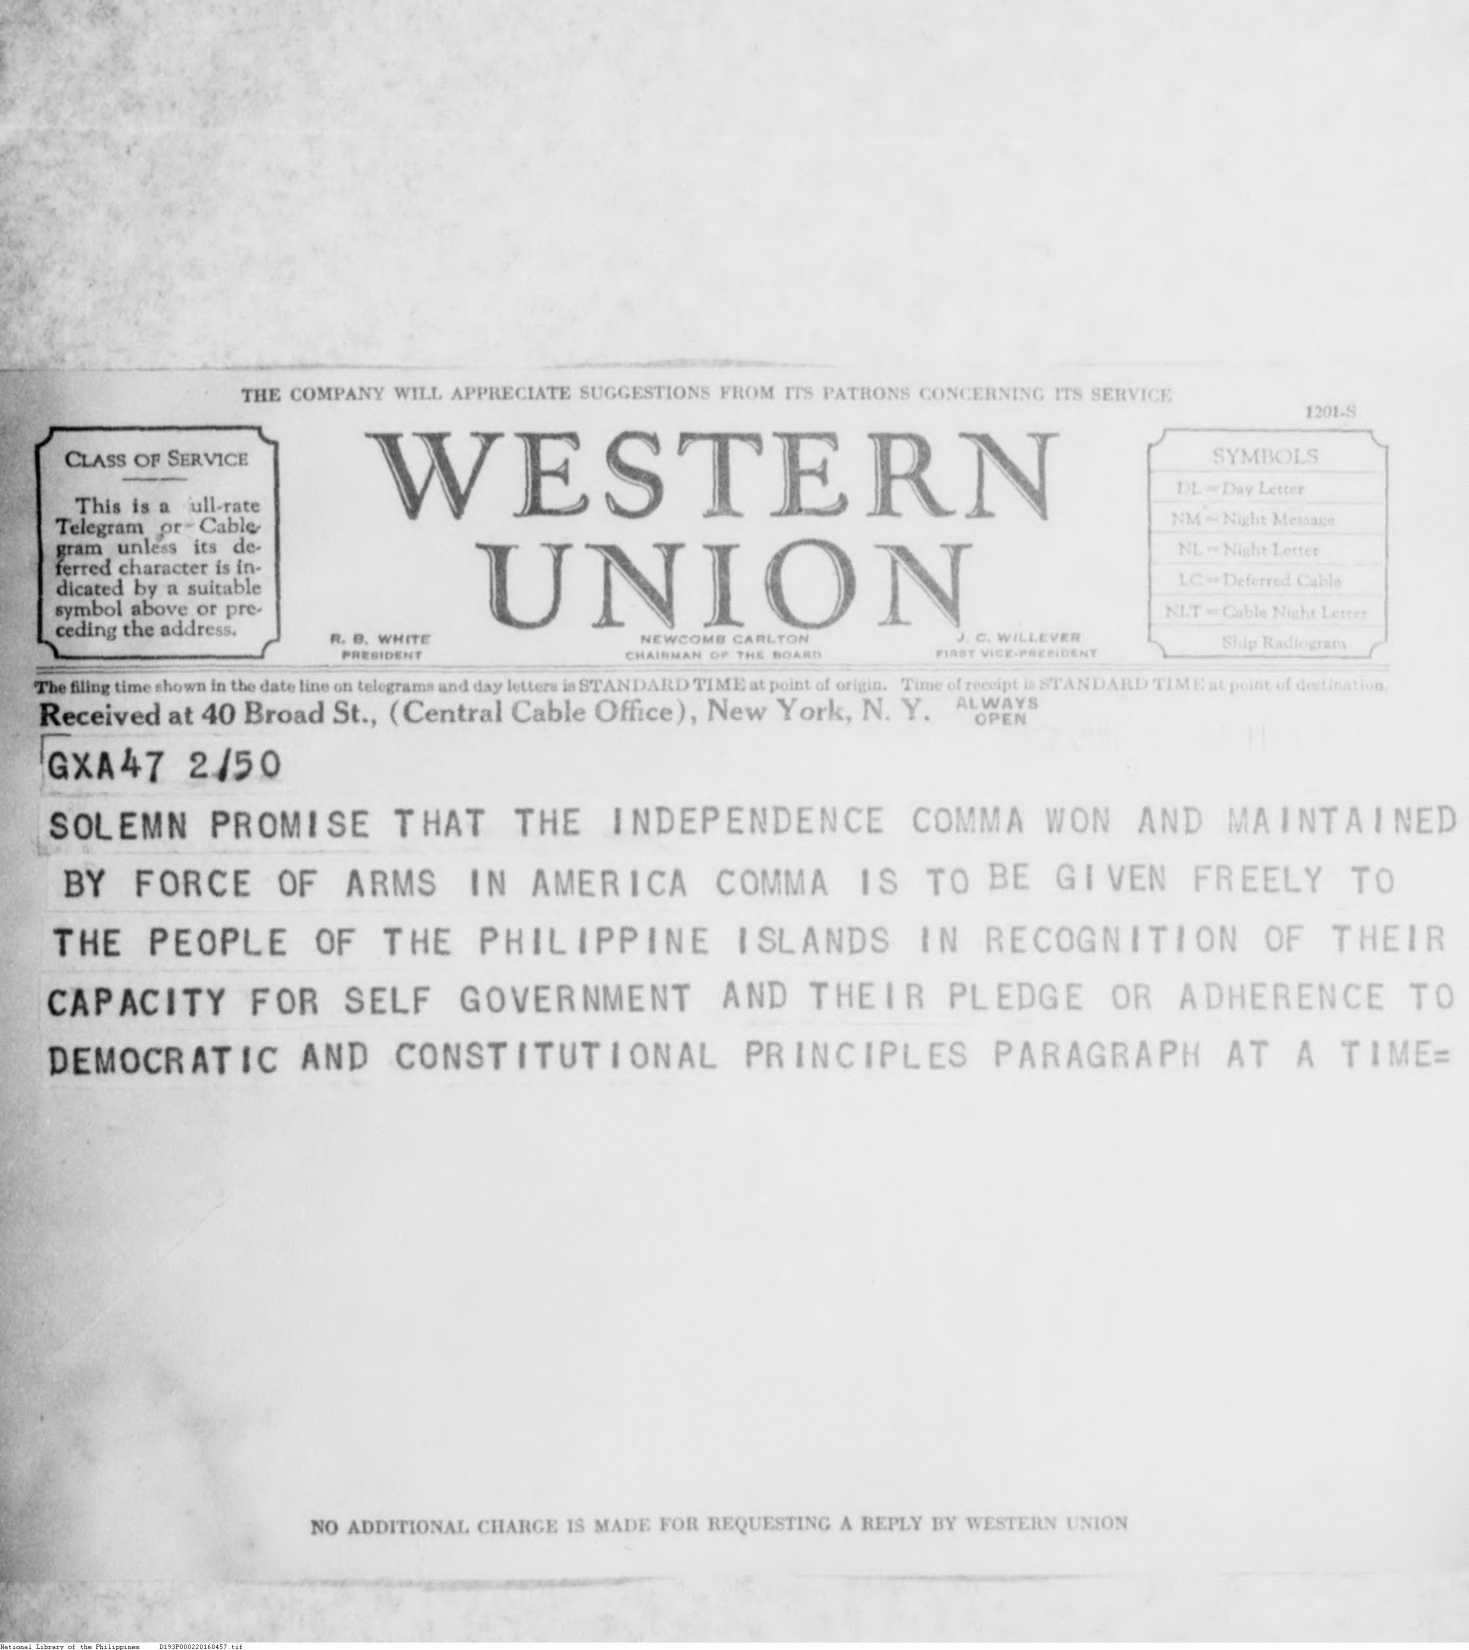 THE COMPANY WILL APPRECIATE SUGGESTIONS FROM ITS PATRONS CONCERNING ITS SERVICE
1201-S
CLASS OF SERVICE
This is a ull-rate
Telegram or Cable-
gram unless its de-
ferred character is in-
dicated by a suitable
symbol above or pre-
ceding the address.
WESTERN
UNION
R. B. WHITE
PRESIDENT
NEWCOMB CARLTON
CHAIRMAN OF THE BOARD
J. C. WILLEVER
FIRST VICE-PRESIDENT
SYMBOLS
DL = Day Letter
NM = Night Message
NL = Night Letter
LC = Deferred Cable
NLT = Cable Night Letter
Ship Radiogram
The filing time shown in the date line on telegrams and day letters is STANDARD TIME at point of origin. Time of receipt is STANDARD TIME at point of destination.
Received at 40 Broad St., (Central Cable Office), New York, N. Y. ALWAYS OPEN
GXA47 2/50
SOLEMN PROMISE THAT THE INDEPENDENCE COMMA WON AND MAINTAINED
BY FORCE OF ARMS IN AMERICA COMMA IS TO BE GIVEN FREELY TO
THE PEOPLE OF THE PHILIPPINE ISLANDS IN RECOGNITION OF THEIR
CAPACITY FOR SELF GOVERNMENT AND THEIR PLEDGE OR ADHERENCE TO
DEMOCRATIC AND CONSTITUTIONAL PRINCIPLES PARAGRAPH AT A TIME=
NO ADDITIONAL CHARGE IS MADE FOR REQUESTING A REPLY BY WESTERN UNION
National Library of the Philippines D193P000220160457.tif